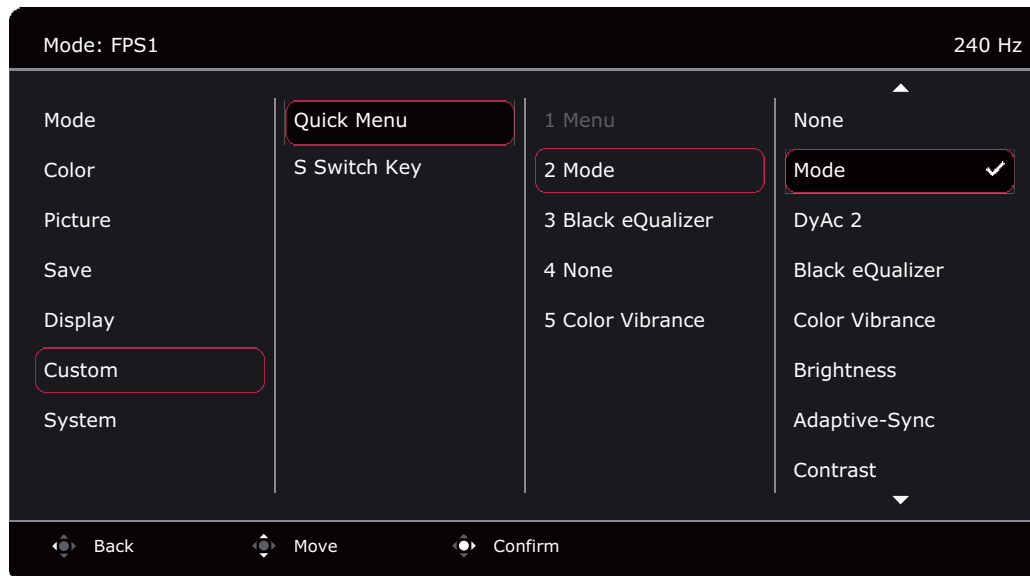 Mode: FPS1
240 Hz
Mode
Color
Picture
Save
Display
Custom
System
Quick Menu
S Switch Key
1 Menu
2 Mode
3 Black eQualizer
4 None
5 Color Vibrance
None
Mode
DyAc 2
Black eQualizer
Color Vibrance
Brightness
Adaptive-Sync
Contrast
Back
Move
Confirm